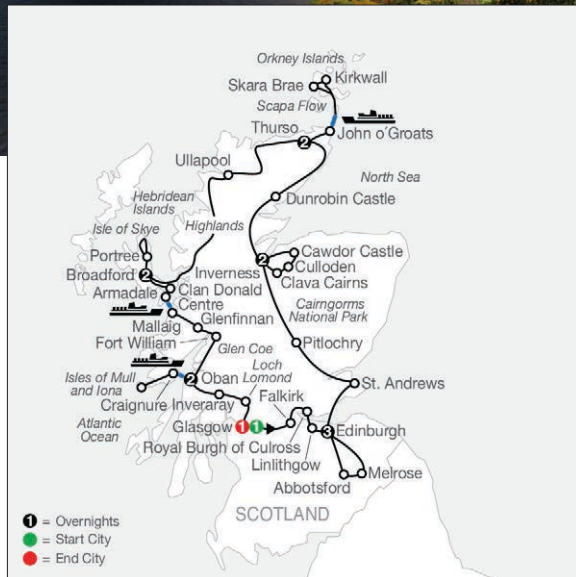 Orkney Islands
Kirkwall
Skara Brae
Scapa Flow
Thurso
2
John o´Groats
Ullapool
North Sea
Dunrobin Castle
Hebridean
Islands
Highlands
Isle of Skye
Portree
Broadford
2
Armadale
Inverness
2
Clan Donald
Centre
Cawdor Castle
Culloden
Clava Cairns
Cairngorms
National Park
Mallaig
Glenfinnan
Fort William
Pitlochry
Glen Coe
Loch
Lomond
Isles of Mull
and Iona
2
Oban
St. Andrews
Craignure
Inveraray
Falkirk
Atlantic
Ocean
Glasgow
1
1
Edinburgh
3
Royal Burgh of Culross
Linlithgow
Melrose
Abbotsford
SCOTLAND
1 = Overnights
= Start City
= End City